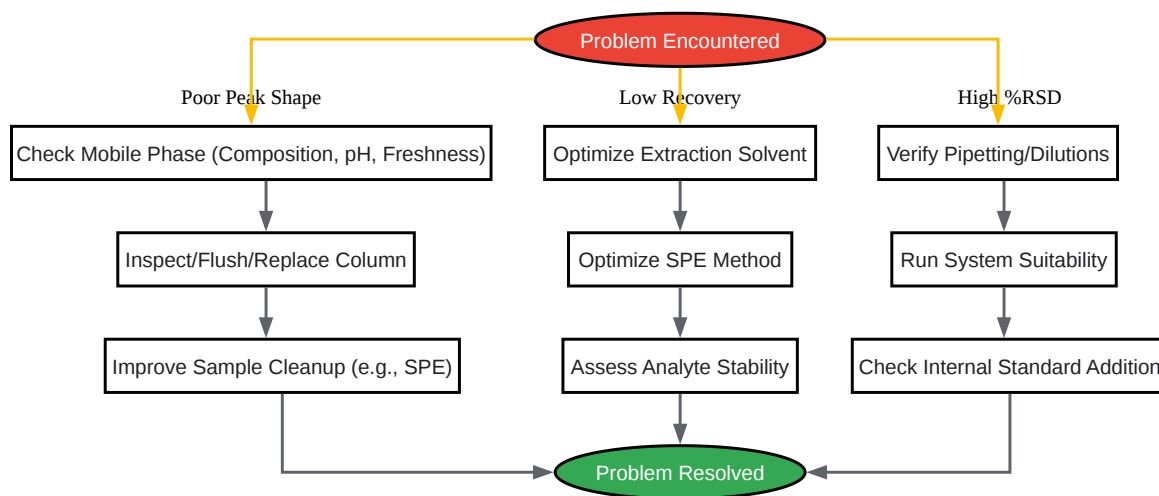 Problem Encountered
Poor Peak Shape
Low Recovery
High %RSD
Check Mobile Phase (Composition, pH, Freshness)
Optimize Extraction Solvent
Verify Pipetting/Dilutions
Inspect/Flush/Replace Column
Optimize SPE Method
Run System Suitability
Improve Sample Cleanup (e.g., SPE)
Assess Analyte Stability
Check Internal Standard Addition
Problem Resolved